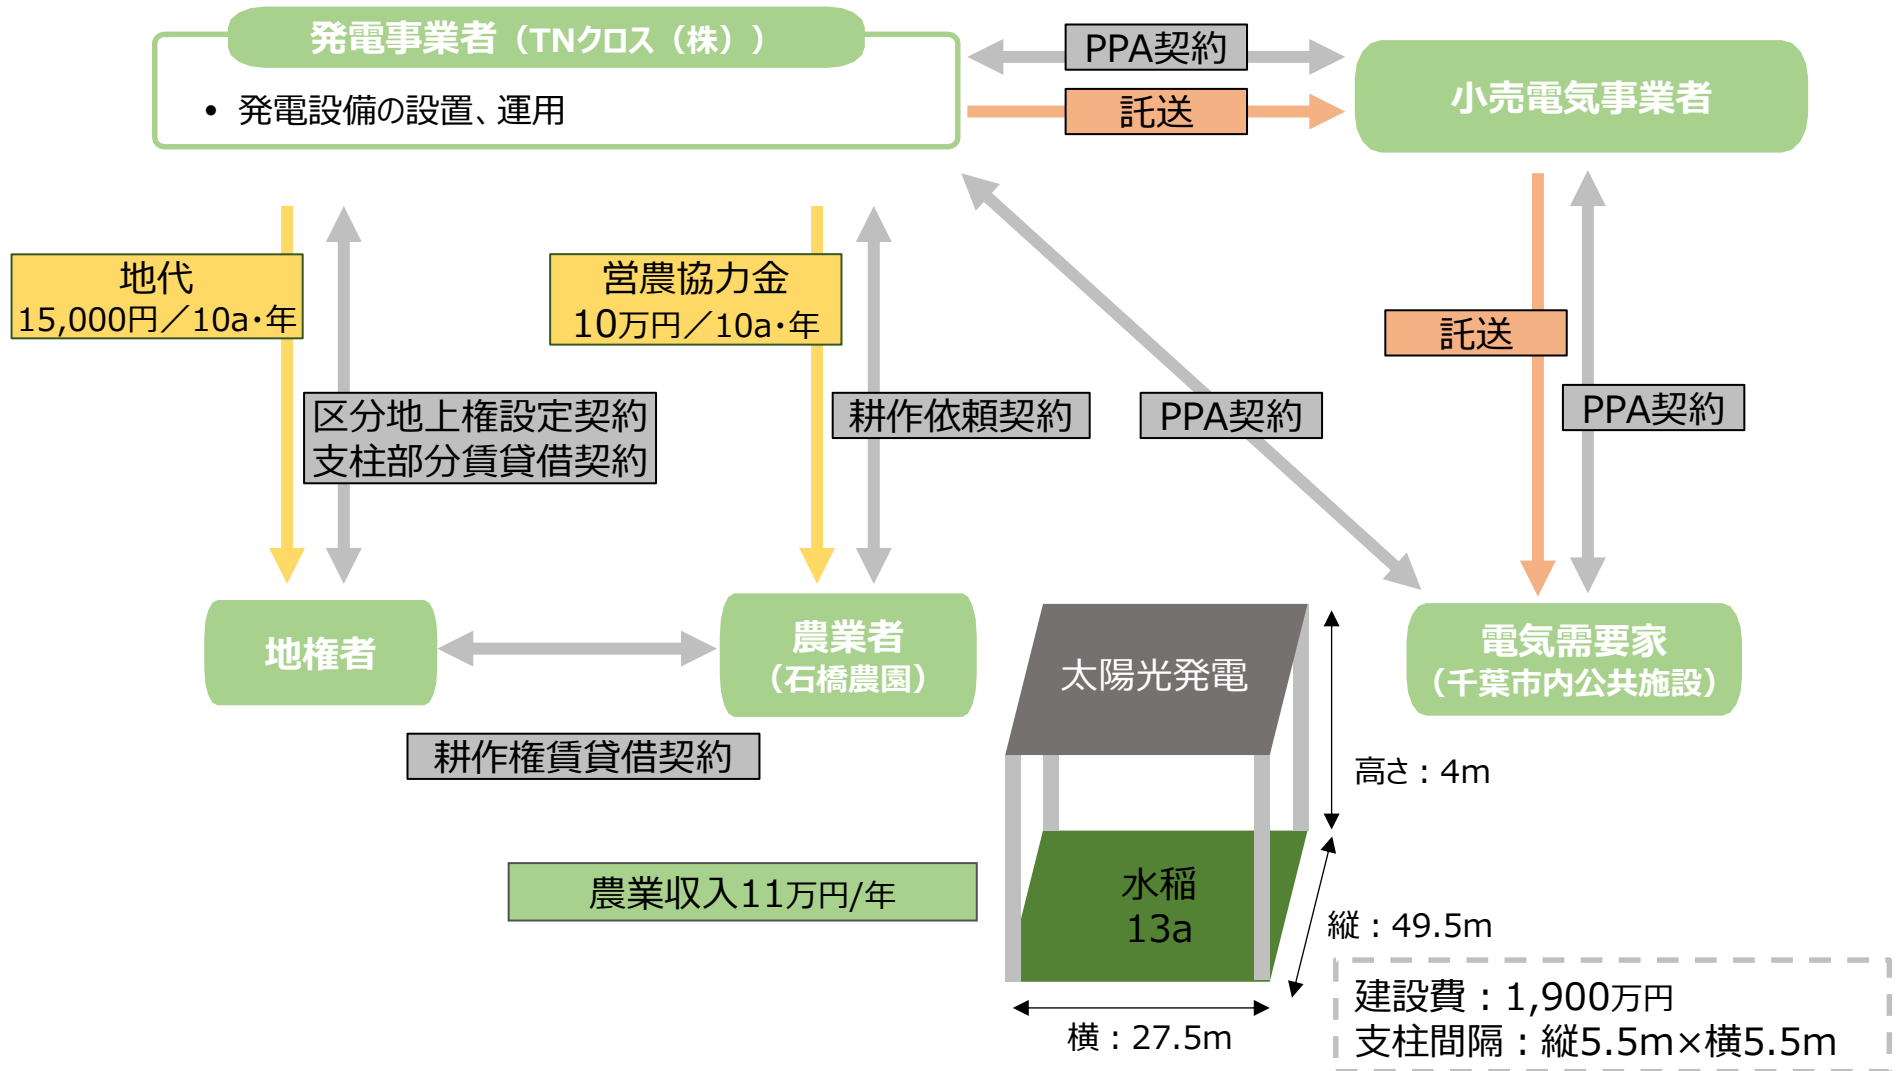 発電事業者（TNクロス（株））
• 発電設備の設置、運用
PPA契約
託送
小売電気事業者
地代
15,000円／10a・年
営農協力金
10万円／10a・年
区分地上権設定契約
支柱部分賃貸借契約
耕作依頼契約
PPA契約
託送
PPA契約
地権者
農業者
（石橋農園）
耕作権賃貸借契約
電気需要家
（千葉市内公共施設）
太陽光発電
高さ：4m
農業収入11万円/年
水稲
13a
縦：49.5m
横：27.5m
建設費：1,900万円
支柱間隔：縦5.5m×横5.5m